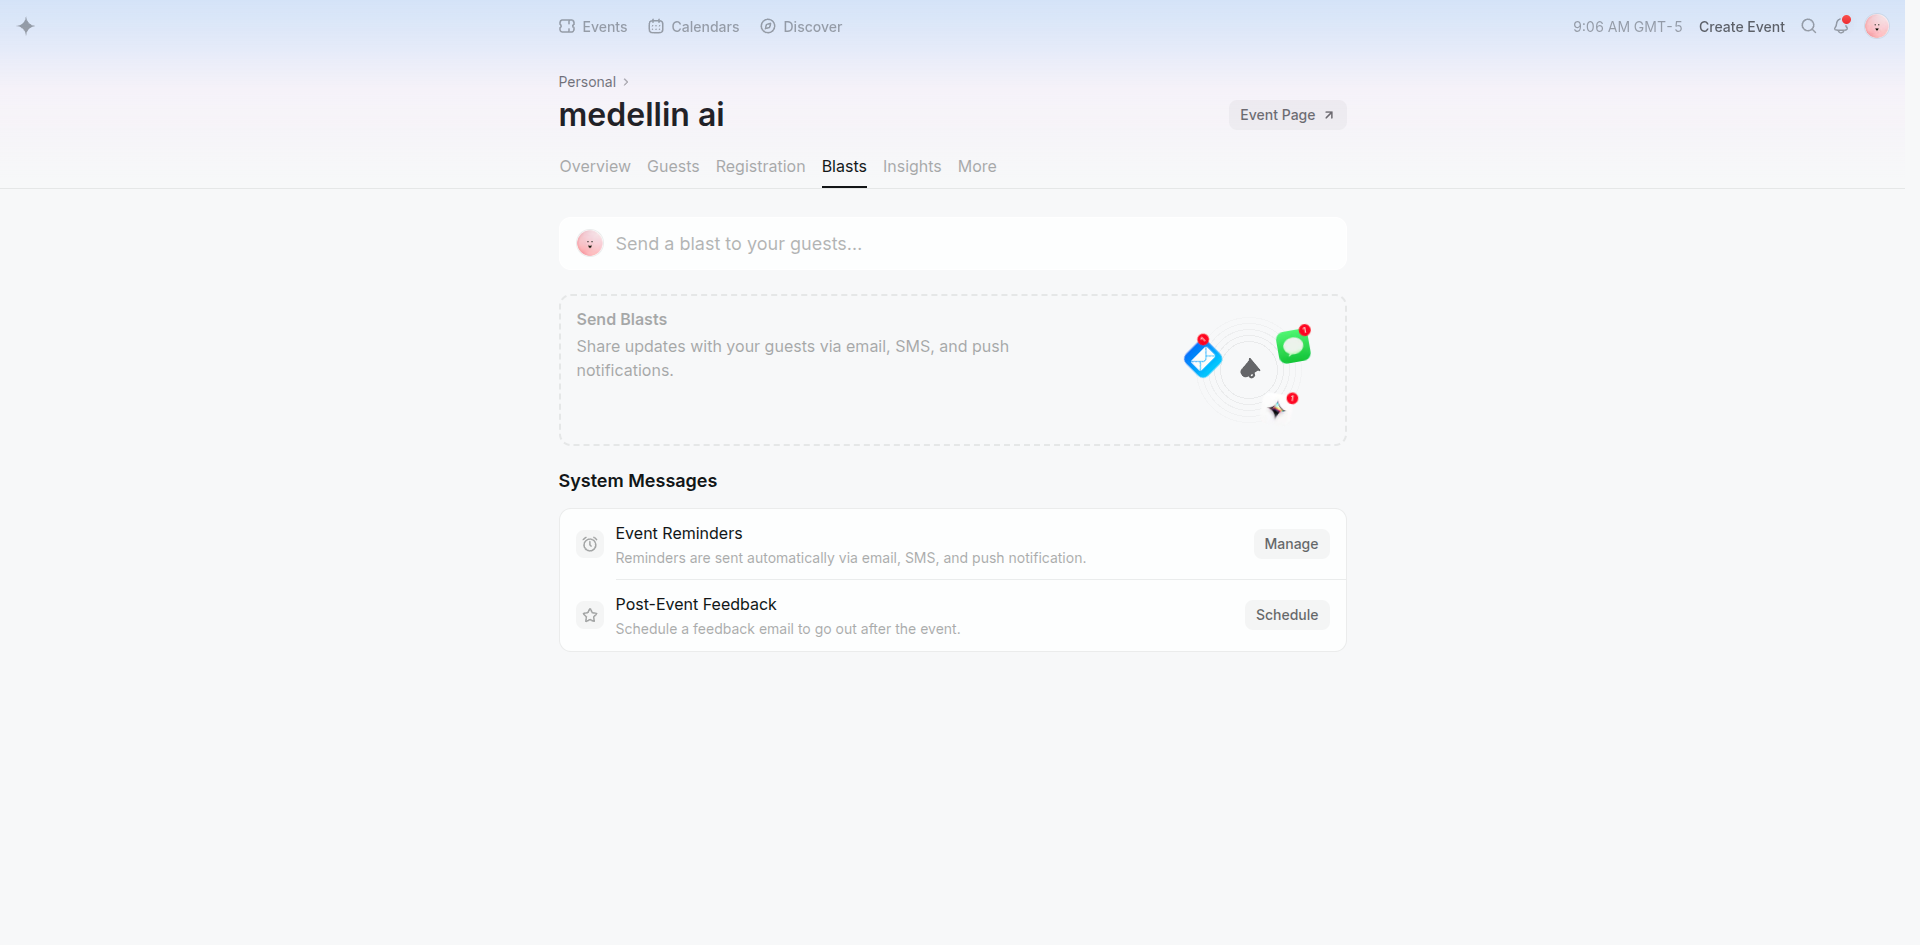 Events Calendars Discover 9:06 AM GMT-5 Create Event
Personal
medellin ai
Event Page
Overview Guests Registration Blasts Insights More
Send a blast to your guests...
Send Blasts
Share updates with your guests via email, SMS, and push
notifications.
System Messages
Event Reminders
Reminders are sent automatically via email, SMS, and push notification.
Manage
Post-Event Feedback
Schedule a feedback email to go out after the event.
Schedule